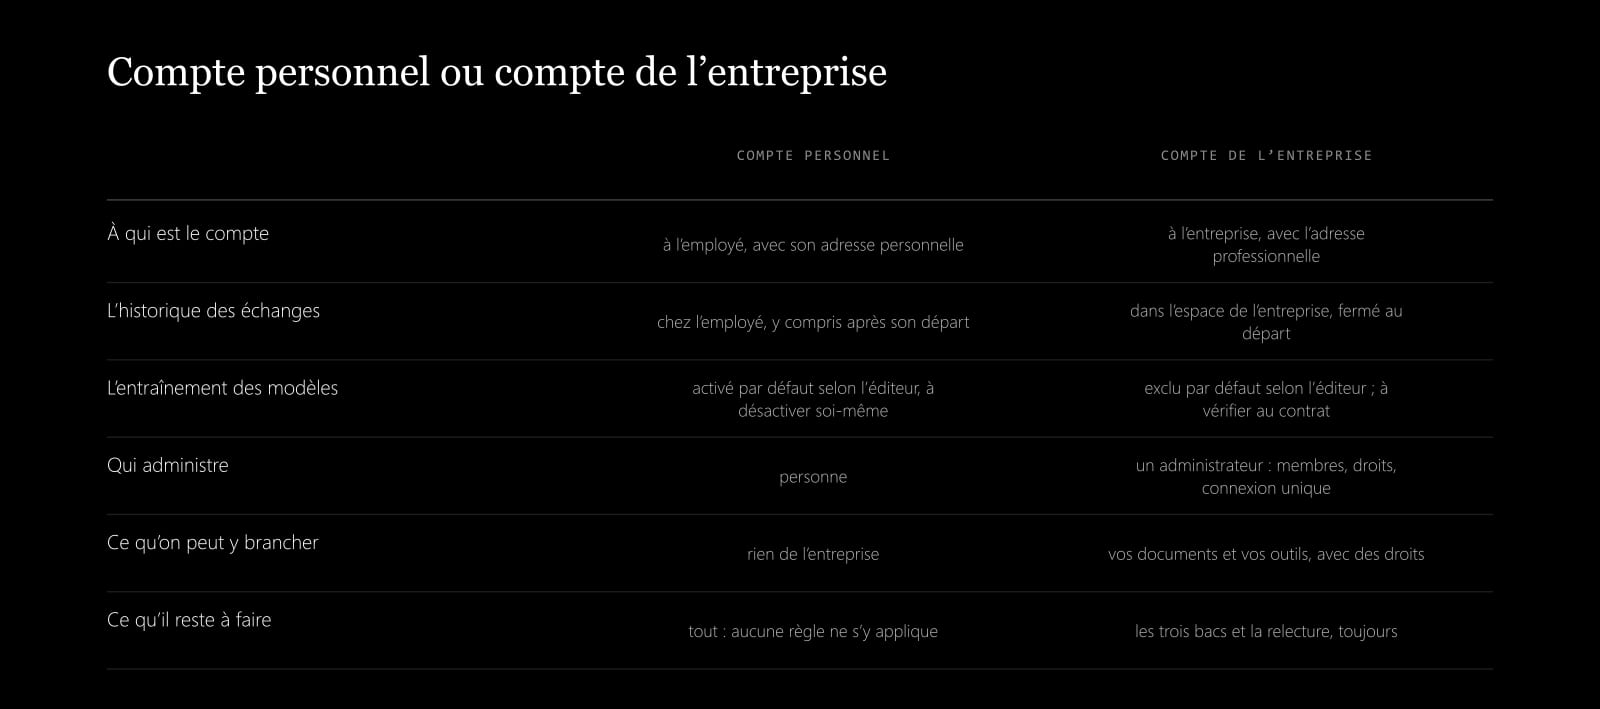 Compte personnel ou compte de l’entreprise
COMPTE PERSONNEL
COMPTE DE L’ENTREPRISE
À qui est le compte
à l’employé, avec son adresse personnelle
à l’entreprise, avec l’adresse
professionnelle
L’historique des échanges
chez l’employé, y compris après son départ
dans l’espace de l’entreprise, fermé au
départ
L’entraînement des modèles
activé par défaut selon l’éditeur, à
désactiver soi-même
exclu par défaut selon l’éditeur ; à
vérifier au contrat
Qui administre
personne
un administrateur : membres, droits,
connexion unique
Ce qu’on peut y brancher
rien de l’entreprise
vos documents et vos outils, avec des droits
Ce qu’il reste à faire
tout : aucune règle ne s’y applique
les trois bacs et la relecture, toujours